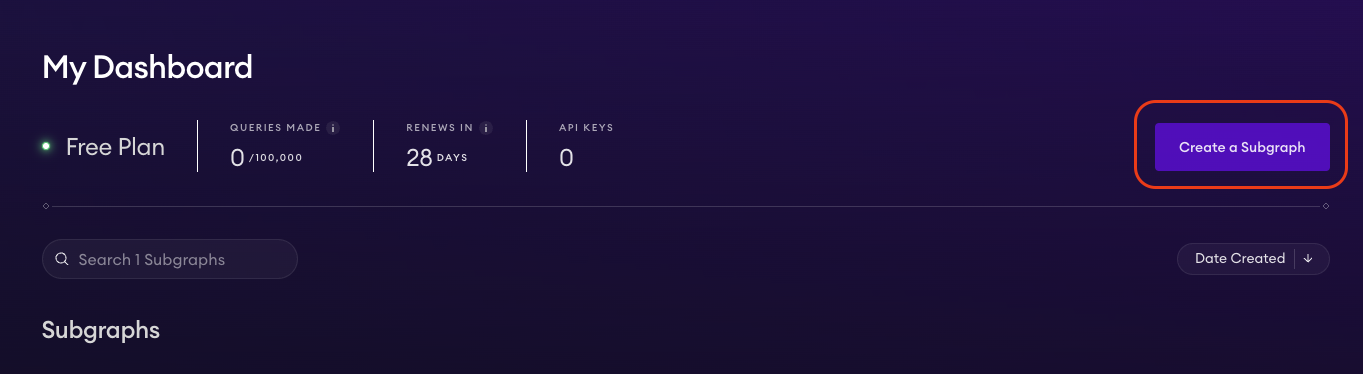 My Dashboard
Free Plan
QUERIES MADE i
0 /100,000
RENEWS IN i
28 DAYS
API KEYS
0
Create a Subgraph
Search 1 Subgraphs
Date Created ↓
Subgraphs